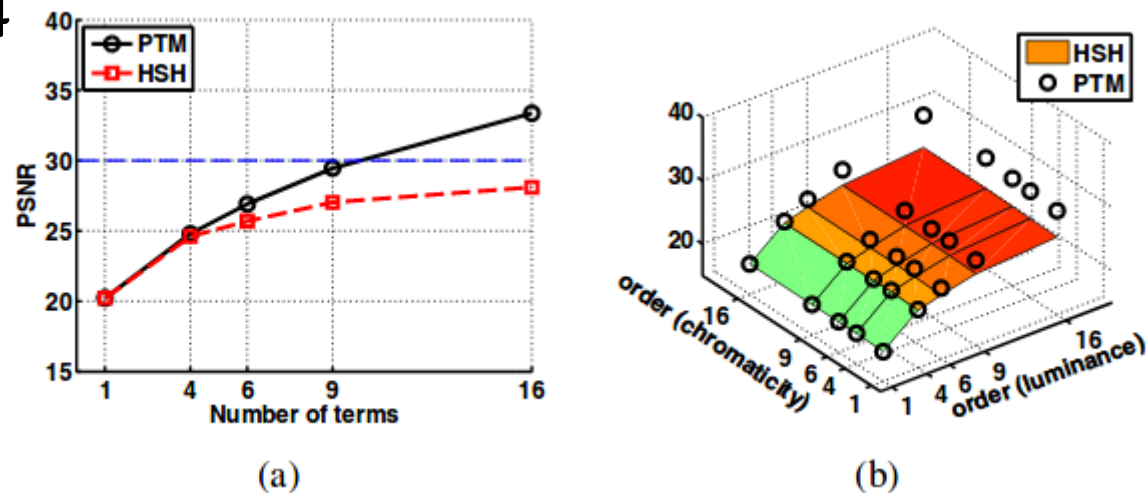 40
PTM
HSH
35
30
25
20
15
PSNR
1 4 6 9 16
Number of terms
(a)
HSH
PTM
40
30
20
order (chromaticity)
16 9 6 4 1
1 4 6 9 16
order (luminance)
(b)